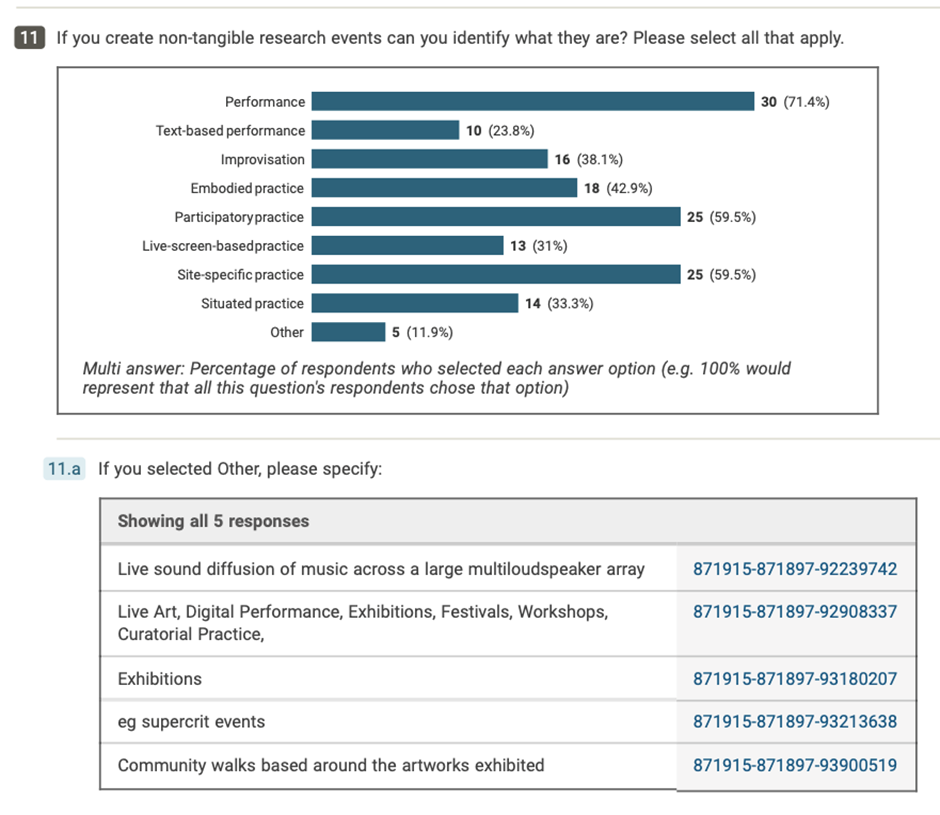 11 If you create non-tangible research events can you identify what they are? Please select all that apply.
Performance 30 (71.4%)
Text-based performance 10 (23.8%)
Improvisation 16 (38.1%)
Embodied practice 18 (42.9%)
Participatory practice 25 (59.5%)
Live-screen-based practice 13 (31%)
Site-specific practice 25 (59.5%)
Situated practice 14 (33.3%)
Other 5 (11.9%)
Multi answer: Percentage of respondents who selected each answer option (e.g. 100% would
represent that all this question's respondents chose that option)
11.a If you selected Other, please specify:
Showing all 5 responses
Live sound diffusion of music across a large multiloudspeaker array 871915-871897-92239742
Live Art, Digital Performance, Exhibitions, Festivals, Workshops, 871915-871897-92908337
Curatorial Practice,
Exhibitions 871915-871897-93180207
eg supercrit events 871915-871897-93213638
Community walks based around the artworks exhibited 871915-871897-93900519